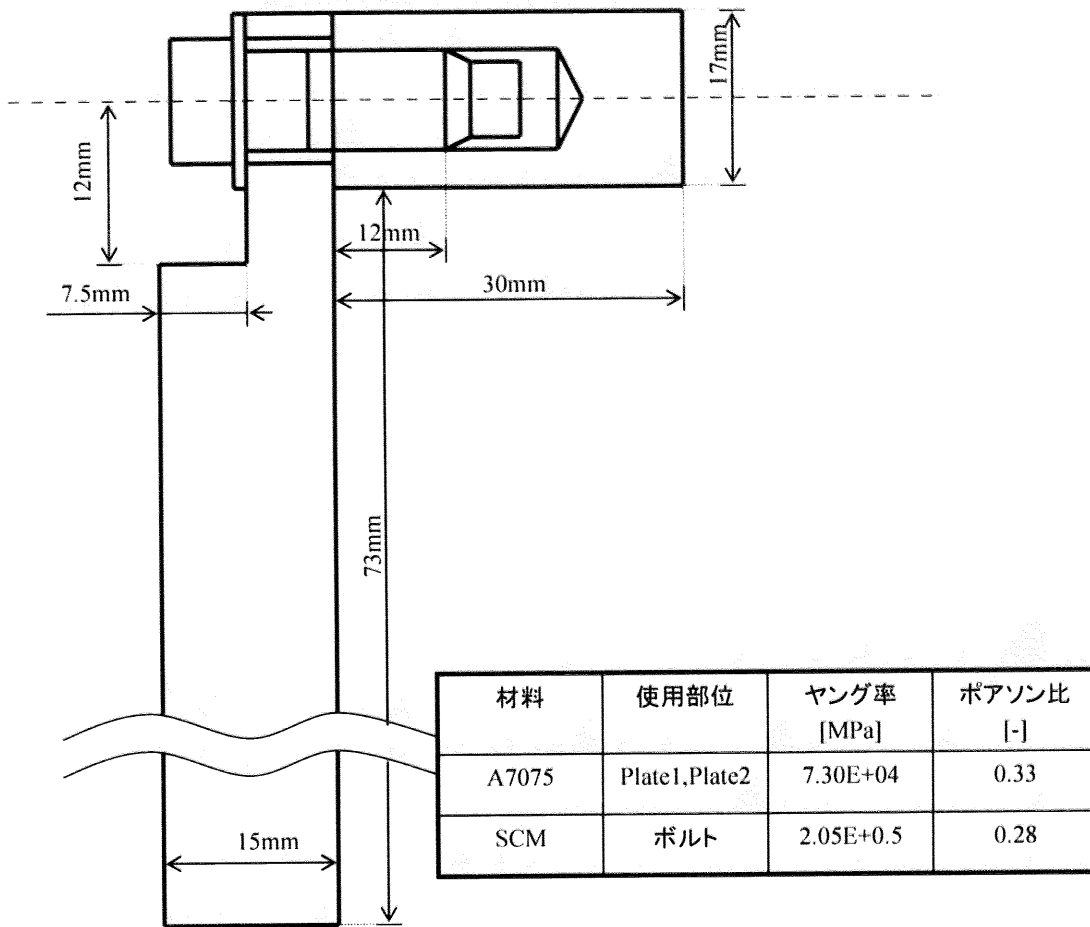 17mm
12mm
12mm
7.5mm
30mm
73mm
15mm
材料 使用部位 ヤング率 ポアソン比
[MPa] [-]
A7075 Plate1,Plate2 7.30E+04 0.33
SCM ボルト 2.05E+0.5 0.28